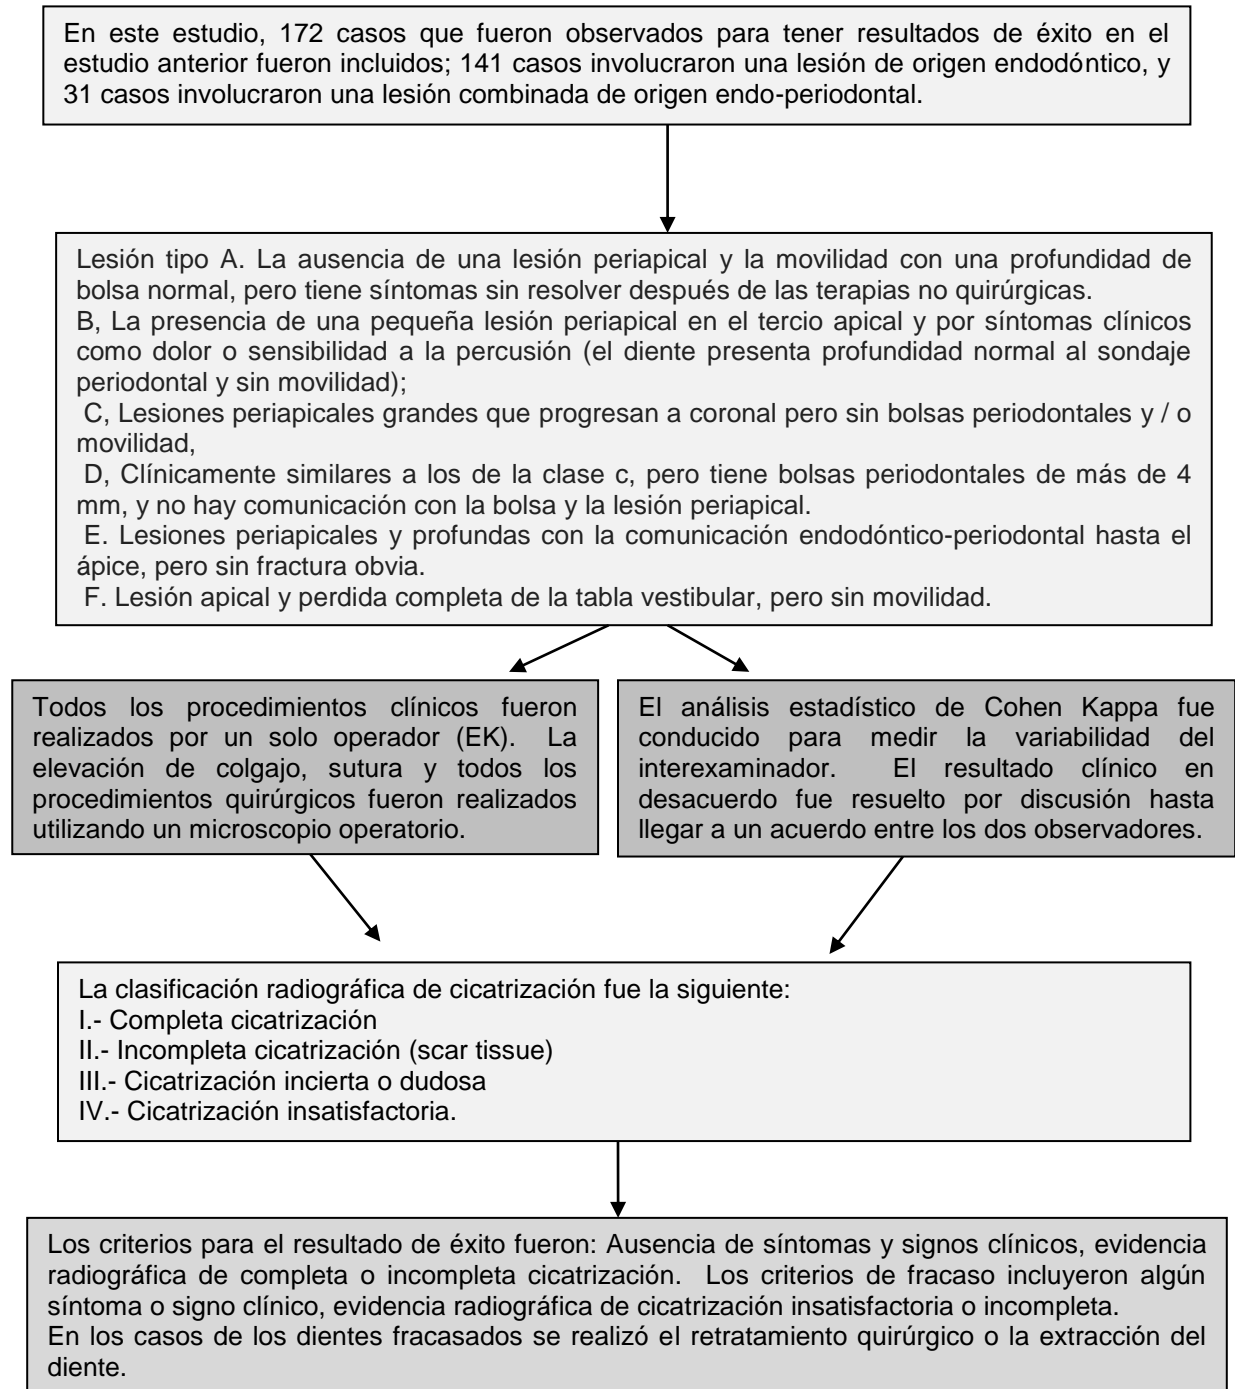 En este estudio, 172 casos que fueron observados para tener resultados de éxito en el
estudio anterior fueron incluidos; 141 casos involucraron una lesión de origen endodóntico, y
31 casos involucraron una lesión combinada de origen endo-periodontal.
Lesión tipo A. La ausencia de una lesión periapical y la movilidad con una profundidad de
bolsa normal, pero tiene síntomas sin resolver después de las terapias no quirúrgicas.
B, La presencia de una pequeña lesión periapical en el tercio apical y por síntomas clínicos
como dolor o sensibilidad a la percusión (el diente presenta profundidad normal al sondaje
periodontal y sin movilidad);
C, Lesiones periapicales grandes que progresan a coronal pero sin bolsas periodontales y / o
movilidad,
D, Clínicamente similares a los de la clase c, pero tiene bolsas periodontales de más de 4
mm, y no hay comunicación con la bolsa y la lesión periapical.
E. Lesiones periapicales y profundas con la comunicación endodóntico-periodontal hasta el
ápice, pero sin fractura obvia.
F. Lesión apical y perdida completa de la tabla vestibular, pero sin movilidad.
Todos los procedimientos clínicos fueron
realizados por un solo operador (EK). La
elevación de colgajo, sutura y todos los
procedimientos quirúrgicos fueron realizados
utilizando un microscopio operatorio.
El análisis estadístico de Cohen Kappa fue
conducido para medir la variabilidad del
interexaminador. El resultado clínico en
desacuerdo fue resuelto por discusión hasta
llegar a un acuerdo entre los dos observadores.
La clasificación radiográfica de cicatrización fue la siguiente:
I.- Completa cicatrización
II.- Incompleta cicatrización (scar tissue)
III.- Cicatrización incierta o dudosa
IV.- Cicatrización insatisfactoria.
Los criterios para el resultado de éxito fueron: Ausencia de síntomas y signos clínicos, evidencia
radiográfica de completa o incompleta cicatrización. Los criterios de fracaso incluyeron algún
síntoma o signo clínico, evidencia radiográfica de cicatrización insatisfactoria o incompleta.
En los casos de los dientes fracasados se realizó el retratamiento quirúrgico o la extracción del
diente.